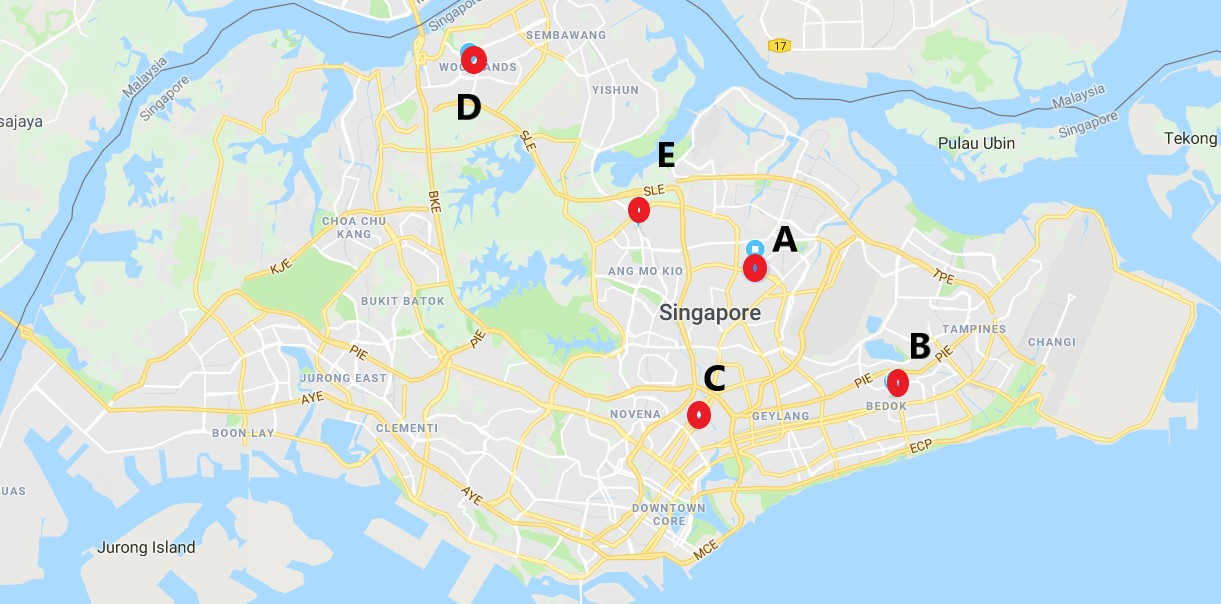 Singapore
SEMBAWANG
17
WOODLANDS
Malaysia
Singapore
YISHUN
D
Malaysia
Singapore
sajaya
SLE
Pulau Ubin
Tekong
E
SLE
BKE
CHOA CHU
KANG
A
KJE
ANG MO KIO
TPE
BUKIT BATOK
Singapore
TAMPINES
PIE
B
CHANGI
PIE
PIE
JURONG EAST
C
PIE
AYE
BEDOK
NOVENA
GEYLANG
BOON LAY
CLEMENTI
ECP
UAS
AYE
DOWNTOWN
CORE
Jurong Island
MCE